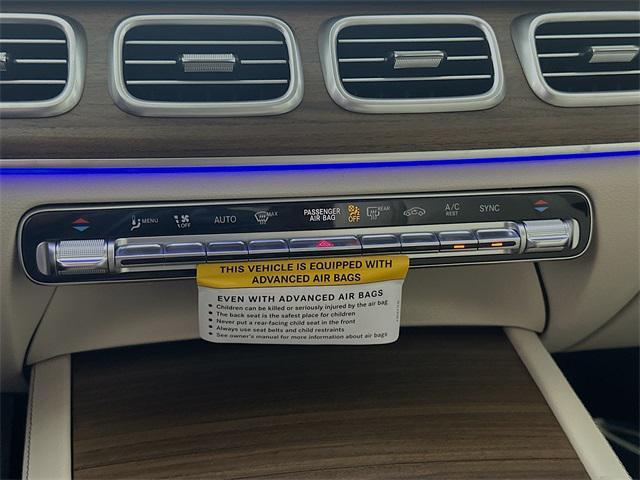 MENU OFF AUTO MAX PASSENGER AIR BAG OFF REAR A/C REST SYNC
THIS VEHICLE IS EQUIPPED WITH
ADVANCED AIR BAGS
EVEN WITH ADVANCED AIR BAGS
• Children can be killed or seriously injured by the air bag
• The back seat is the safest place for children
• Never put a rear-facing child seat in the front
• Always use seat belts and child restraints
• See owner's manual for more information about air bags